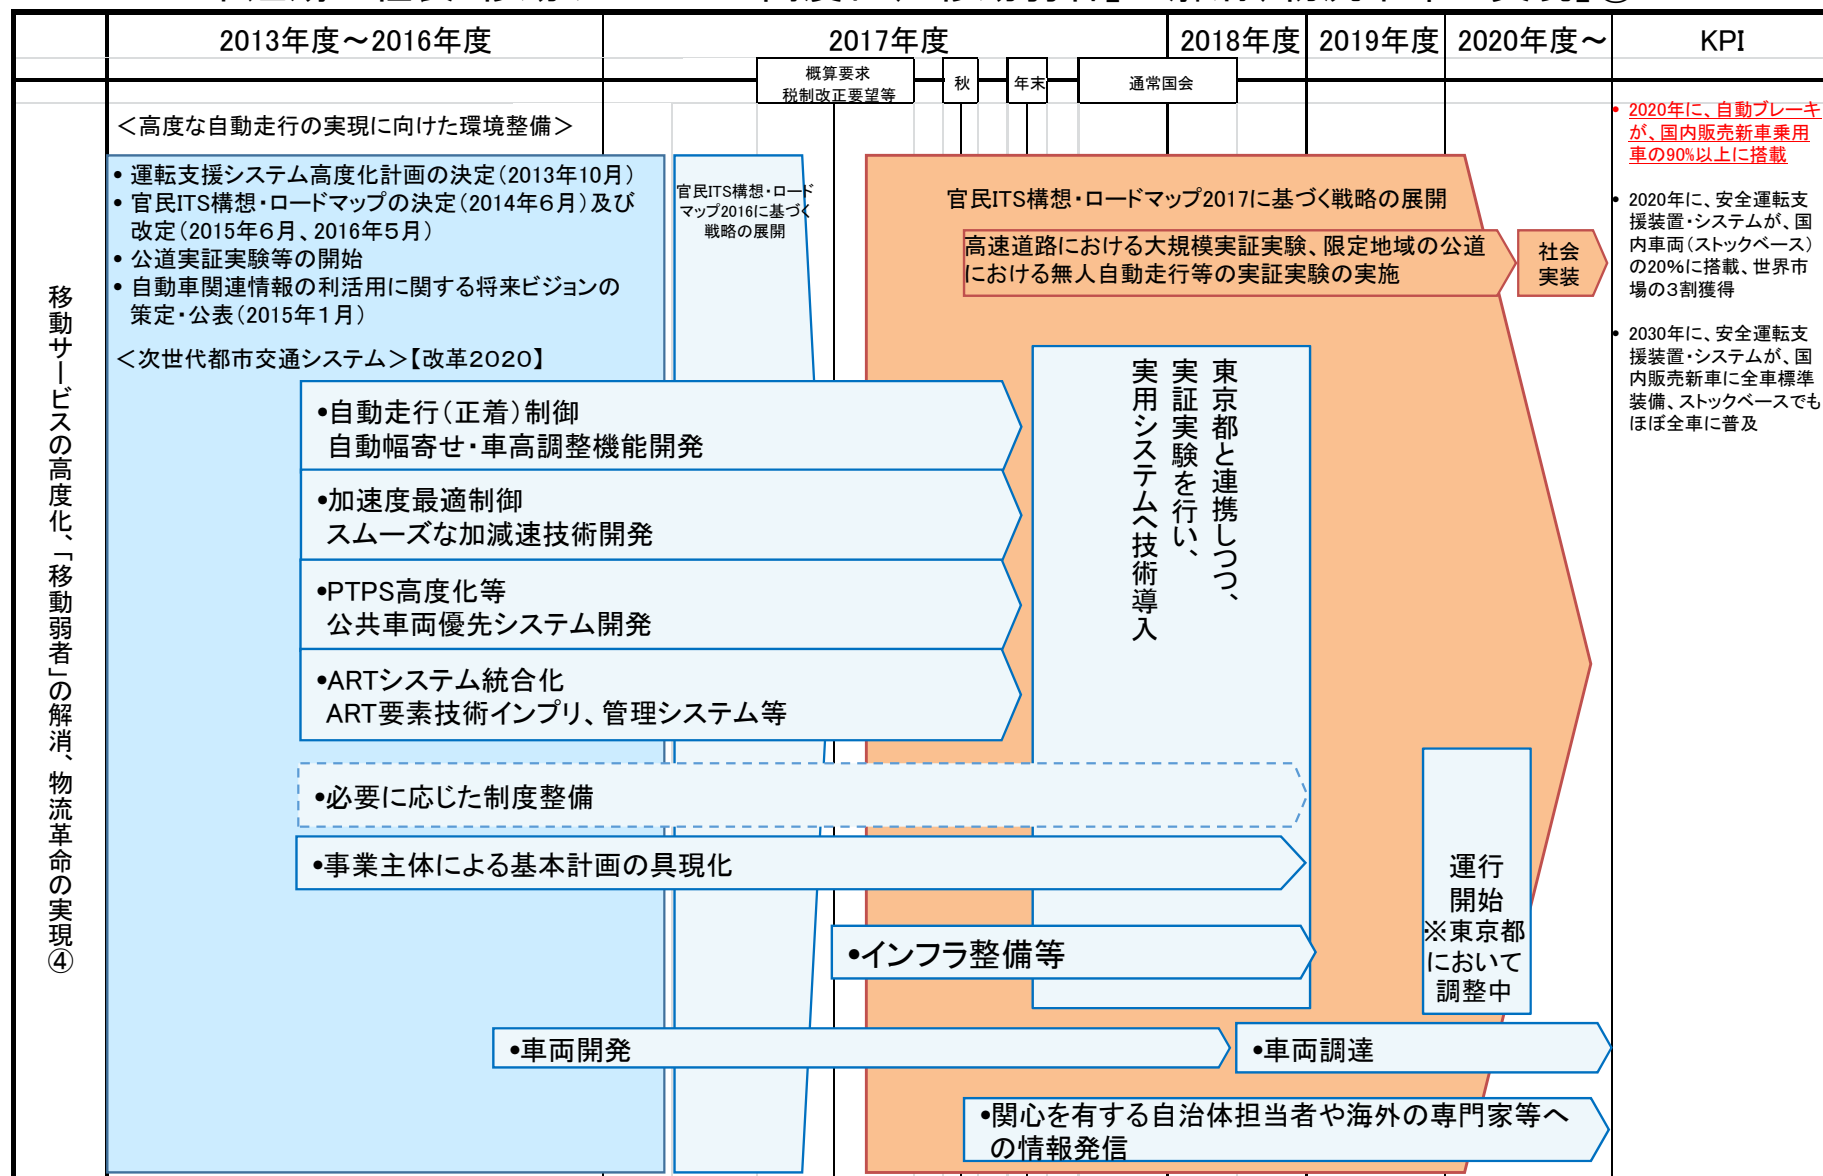 2013年度～2016年度
2017年度
2018年度
2019年度
2020年度～
KPI
概算要求
税制改正要望等
秋
年末
通常国会
移動サービスの高度化、「移動弱者」の解消、物流革命の実現④
＜高度な自動走行の実現に向けた環境整備＞
• 運転支援システム高度化計画の決定(2013年10月)
• 官民ITS構想・ロードマップの決定(2014年６月)及び
改定(2015年６月、2016年５月)
• 公道実証実験等の開始
• 自動車関連情報の利活用に関する将来ビジョンの
策定・公表(2015年１月)
＜次世代都市交通システム＞【改革２０２０】
官民ITS構想・ロード
マップ2016に基づく
戦略の展開
官民ITS構想・ロードマップ2017に基づく戦略の展開
高速道路における大規模実証実験、限定地域の公道
における無人自動走行等の実証実験の実施
社会
実装
•自動走行(正着)制御
自動幅寄せ・車高調整機能開発
•加速度最適制御
スムーズな加減速技術開発
•PTPS高度化等
公共車両優先システム開発
•ARTシステム統合化
ART要素技術インプリ、管理システム等
東京都と連携しつつ、
実証実験を行い、
実用システムへ技術導入
•必要に応じた制度整備
•事業主体による基本計画の具現化
•インフラ整備等
運行
開始
※東京都
において
調整中
•車両開発
•車両調達
•関心を有する自治体担当者や海外の専門家等へ
の情報発信
• 2020年に、自動ブレーキ
が、国内販売新車乗用
車の90%以上に搭載
• 2020年に、安全運転支
援装置・システムが、国
内車両(ストックベース)
の20％に搭載、世界市
場の３割獲得
• 2030年に、安全運転支
援装置・システムが、国
内販売新車に全車標準
装備、ストックベースでも
ほぼ全車に普及